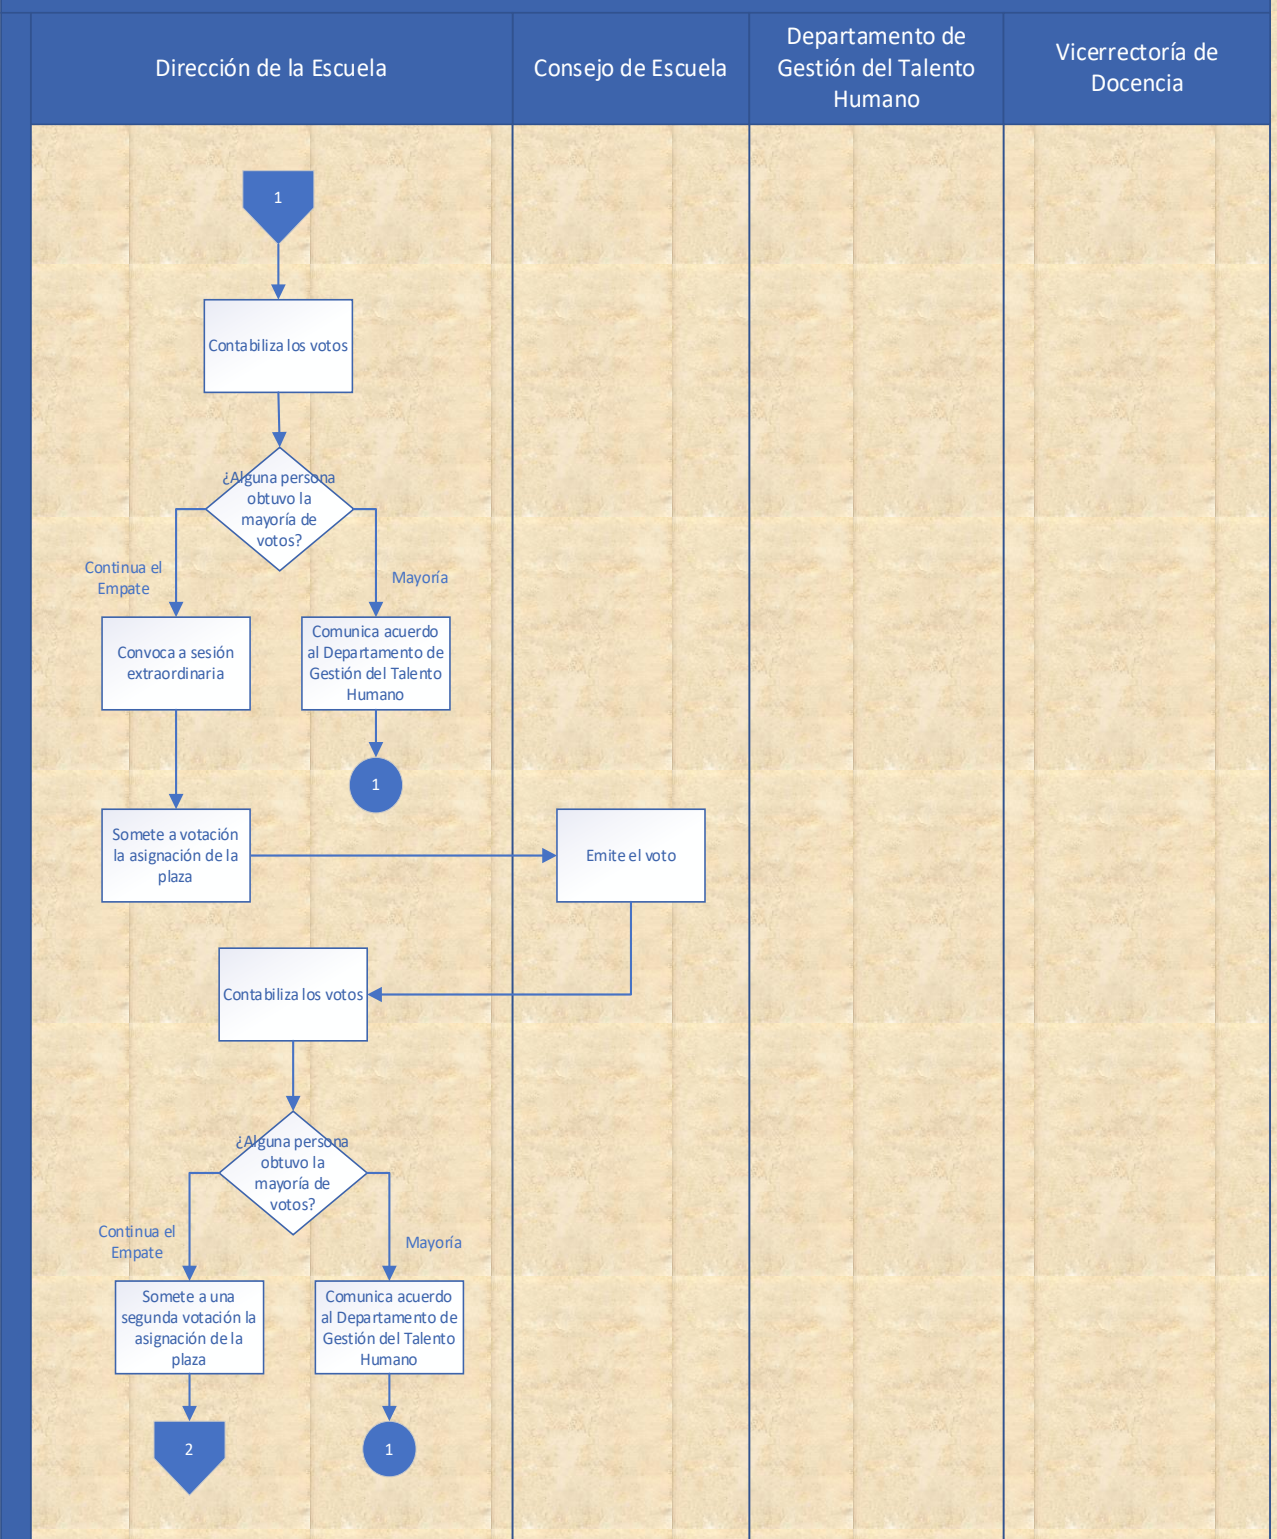 Dirección de la Escuela
Consejo de Escuela
Departamento de
Gestión del Talento
Humano
Vicerrectoría de
Docencia
1
Contabiliza los votos
¿Alguna persona
obtuvo la
mayoría de
votos?
Continua el
Empate
Mayoría
Convoca a sesión
extraordinaria
Comunica acuerdo
al Departamento de
Gestión del Talento
Humano
1
Somete a votación
la asignación de la
plaza
Emite el voto
Contabiliza los votos
¿Alguna persona
obtuvo la
mayoría de
votos?
Continua el
Empate
Mayoría
Somete a una
segunda votación la
asignación de la
plaza
Comunica acuerdo
al Departamento de
Gestión del Talento
Humano
2
1